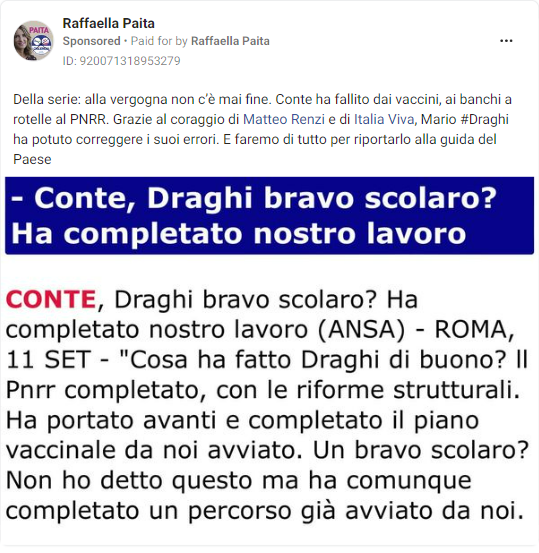 Raffaella Paita
Sponsored • Paid for by Raffaella Paita
ID: 920071318953279
Della serie: alla vergogna non c'è mai fine. Conte ha fallito dai vaccini, ai banchi a
rotelle al PNRR. Grazie al coraggio di Matteo Renzi e di Italia Viva, Mario #Draghi
ha potuto correggere i suoi errori. E faremo di tutto per riportarlo alla guida del
Paese
- Conte, Draghi bravo scolaro?
Ha completato nostro lavoro
CONTE, Draghi bravo scolaro? Ha
completato nostro lavoro (ANSA) - ROMA,
11 SET - "Cosa ha fatto Draghi di buono? Il
Pnrr completato, con le riforme strutturali.
Ha portato avanti e completato il piano
vaccinale da noi avviato. Un bravo scolaro?
Non ho detto questo ma ha comunque
completato un percorso già avviato da noi.